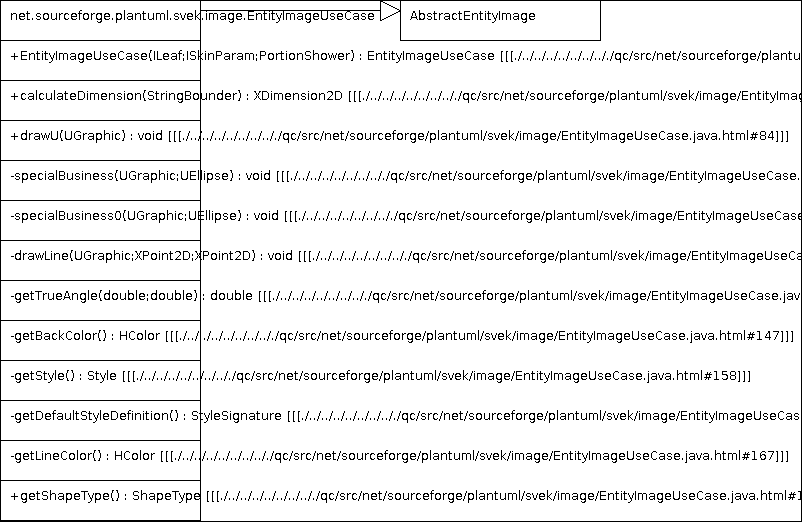 net.sourceforge.plantuml.svek.image.EntityImageUseCase
AbstractEntityImage
+EntityImageUseCase(ILeaf;ISkinParam;PortionShower) : EntityImageUseCase [[[./../../../../../../../qc/src/net/sourceforge/plantu
+calculateDimension(StringBounder) : XDimension2D [[[./../../../../../../../qc/src/net/sourceforge/plantuml/svek/image/EntityImag
+drawU(UGraphic) : void [[[./../../../../../../../qc/src/net/sourceforge/plantuml/svek/image/EntityImageUseCase.java.html#84]]]
-specialBusiness(UGraphic;UEllipse) : void [[[./../../../../../../../qc/src/net/sourceforge/plantuml/svek/image/EntityImageUseCase.
-specialBusiness0(UGraphic;UEllipse) : void [[[./../../../../../../../qc/src/net/sourceforge/plantuml/svek/image/EntityImageUseCase
-drawLine(UGraphic;XPoint2D;XPoint2D) : void [[[./../../../../../../../qc/src/net/sourceforge/plantuml/svek/image/EntityImageUseCa
-getTrueAngle(double;double) : double [[[./../../../../../../../qc/src/net/sourceforge/plantuml/svek/image/EntityImageUseCase.jav
-getBackColor() : HColor [[[./../../../../../../../qc/src/net/sourceforge/plantuml/svek/image/EntityImageUseCase.java.html#147]]]
-getStyle() : Style [[[./../../../../../../../qc/src/net/sourceforge/plantuml/svek/image/EntityImageUseCase.java.html#158]]]
-getDefaultStyleDefinition() : StyleSignature [[[./../../../../../../../qc/src/net/sourceforge/plantuml/svek/image/EntityImageUseCas
-getLineColor() : HColor [[[./../../../../../../../qc/src/net/sourceforge/plantuml/svek/image/EntityImageUseCase.java.html#167]]]
+getShapeType() : ShapeType [[[./../../../../../../../qc/src/net/sourceforge/plantuml/svek/image/EntityImageUseCase.java.html#1